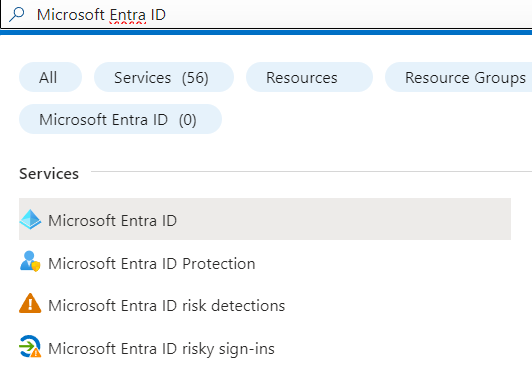 Microsoft Entra ID
All Services (56) Resources Resource Groups
Microsoft Entra ID (0)
Services
Microsoft Entra ID
Microsoft Entra ID Protection
Microsoft Entra ID risk detections
Microsoft Entra ID risky sign-ins